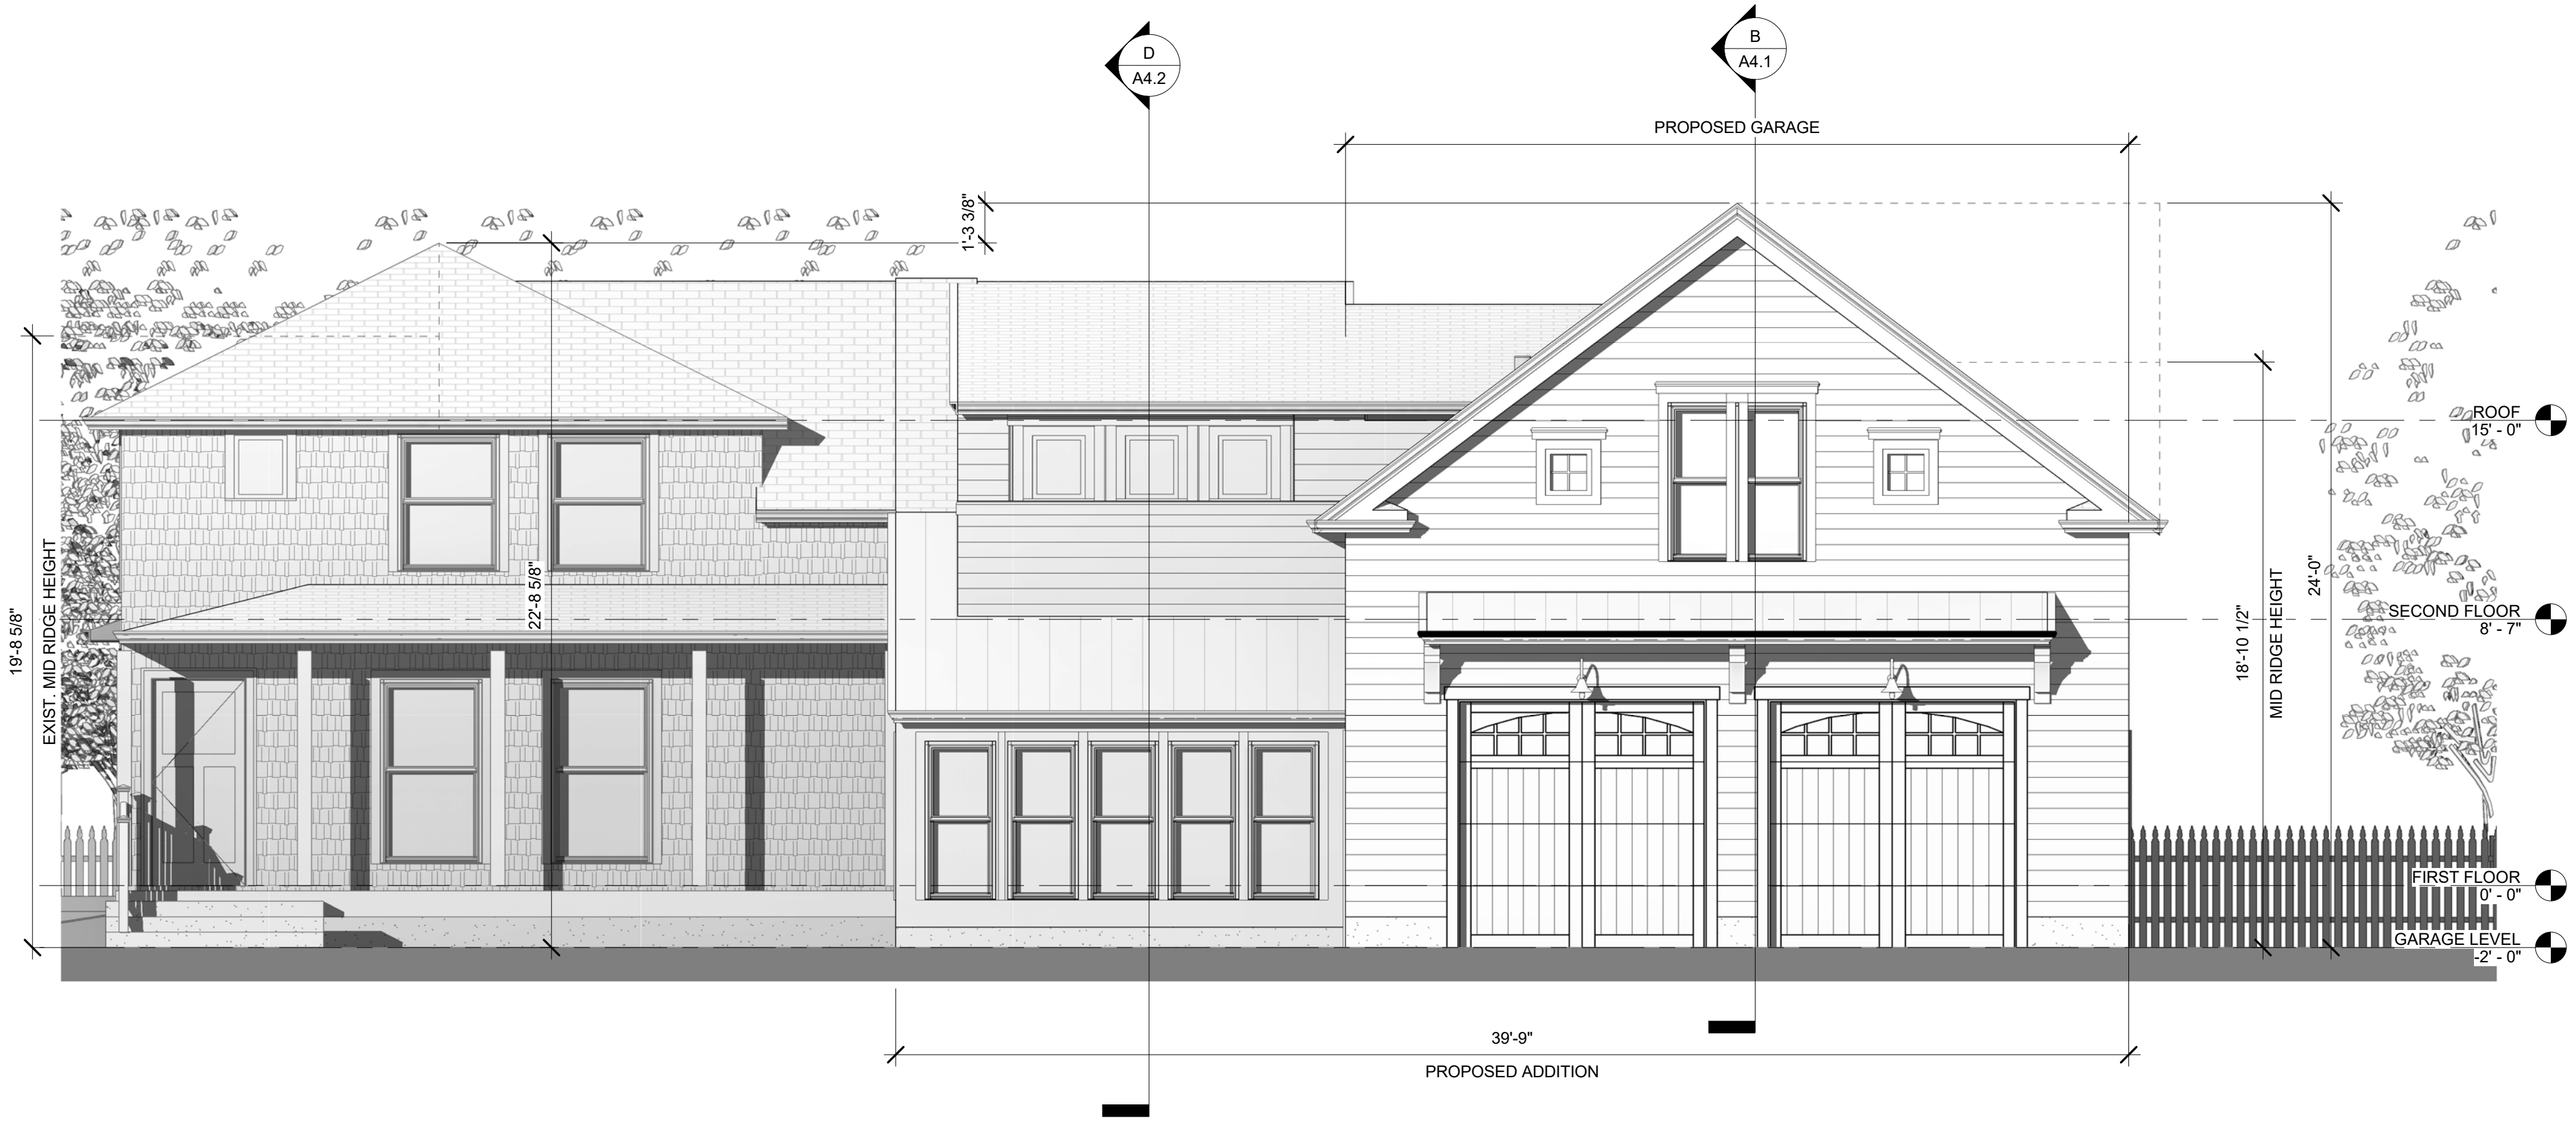 D
A4.2
B
A4.1
PROPOSED GARAGE
1'-3 3/8"
ROOF
15' - 0"
EXIST. MID RIDGE HEIGHT
19'-8 5/8"
22'-8 5/8"
24'-0"
MID RIDGE HEIGHT
18'-10 1/2"
SECOND FLOOR
8' - 7"
FIRST FLOOR
0' - 0"
GARAGE LEVEL
-2' - 0"
39'-9"
PROPOSED ADDITION